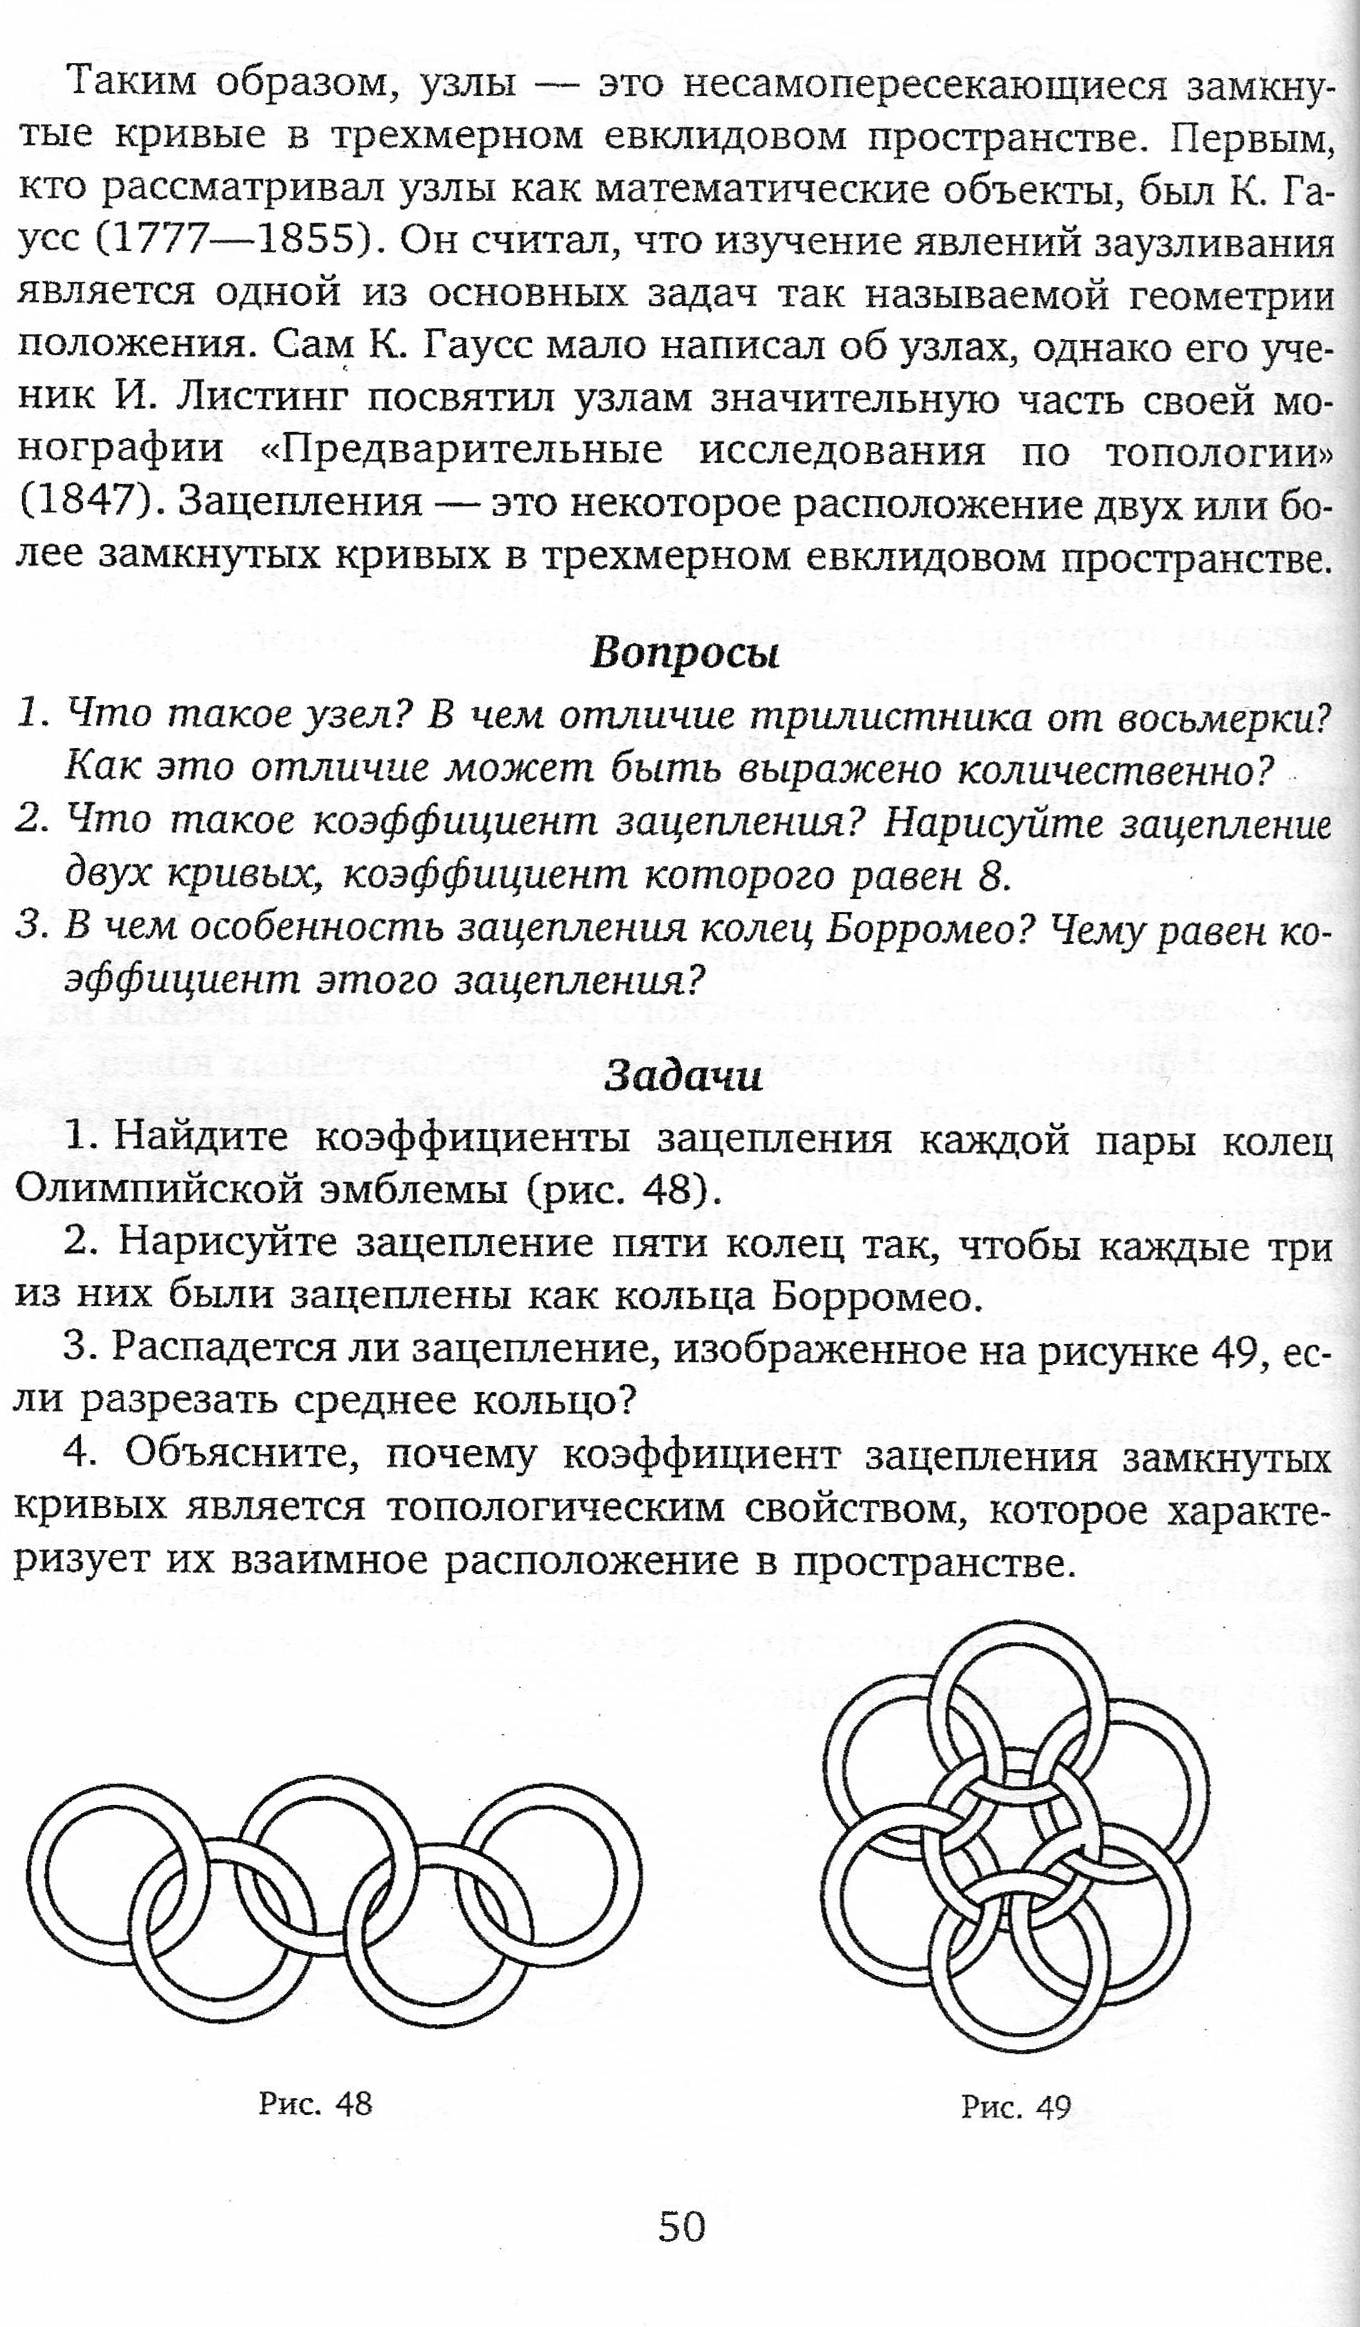 Таким образом, узлы — это несамопересекающиеся замкну-
тые кривые в трехмерном евклидовом пространстве. Первым,
кто рассматривал узлы как математические объекты, был К. Га-
усс (1777—1855). Он считал, что изучение явлений заузливания
является одной из основных задач так называемой геометрии
положения. Сам К. Гаусс мало написал об узлах, однако его уче-
ник И. Листинг посвятил узлам значительную часть своей мо-
нографии «Предварительные исследования по топологии»
(1847). Зацепления — это некоторое расположение двух или бо-
лее замкнутых кривых в трехмерном евклидовом пространстве.
Вопросы
1. Что такое узел? В чем отличие трилистника от восьмерки?
Как это отличие может быть выражено количественно?
2. Что такое коэффициент зацепления? Нарисуйте зацепление
двух кривых, коэффициент которого равен 8.
3. В чем особенность зацепления колец Борромео? Чему равен ко-
эффициент этого зацепления?
Задачи
1. Найдите коэффициенты зацепления каждой пары колец
Олимпийской эмблемы (рис. 48).
2. Нарисуйте зацепление пяти колец так, чтобы каждые три
из них были зацеплены как кольца Борромео.
3. Распадется ли зацепление, изображенное на рисунке 49, ес-
ли разрезать среднее кольцо?
4. Объясните, почему коэффициент зацепления замкнутых
кривых является топологическим свойством, которое характе-
ризует их взаимное расположение в пространстве.
Рис. 48
Рис. 49
50